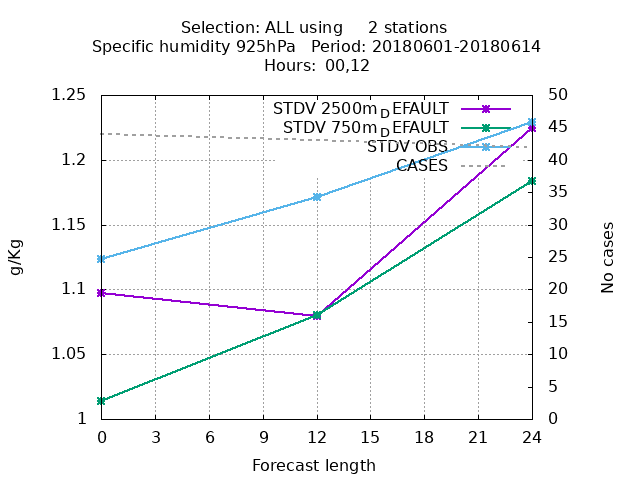 Selection: ALL using     2 stations
Specific humidity 925hPa   Period: 20180601-20180614
Hours: 00,12
1.25
1.2
1.15
1.1
1.05
1
50
45
40
35
30
25
20
15
10
5
0
STDV 2500m_DEFAULT
STDV 750m_DEFAULT
STDV OBS
CASES
g/Kg
No cases
0 3 6 9 12 15 18 21 24
Forecast length